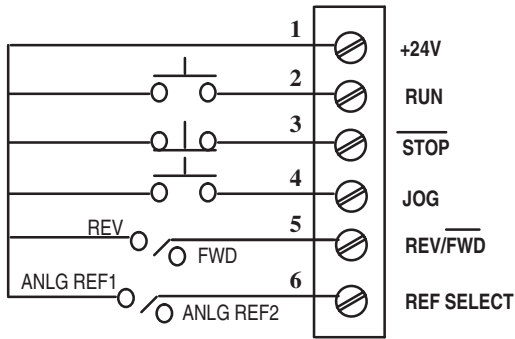 1 +24V
2 RUN
3 STOP
4 JOG
REV 5 REV/FWD
FWD
ANLG REF1 6 REF SELECT
ANLG REF2